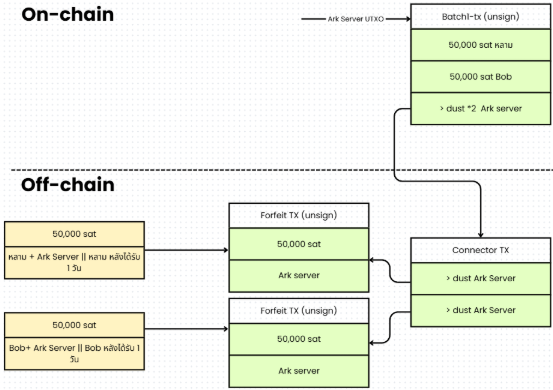 On-chain
Ark Server UTXO
Batch1-tx (unsign)
50,000 sat หลาม
50,000 sat Bob
> dust *2 Ark server
Off-chain
50,000 sat
หลาม + Ark Server || หลาม หลังได้รับ
1 วัน
Forfeit TX (unsign)
50,000 sat
Ark server
Connector TX
> dust Ark Server
> dust Ark Server
50,000 sat
Bob+ Ark Server || Bob หลังได้รับ 1
วัน
Forfeit TX (unsign)
50,000 sat
Ark server